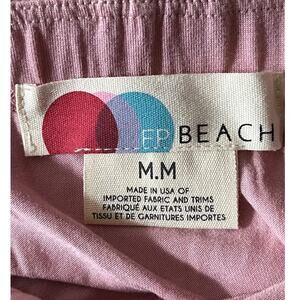 FP BEACH
M.M
MADE IN USA OF
IMPORTED FABRIC AND TRIMS
FABRIQUÉ AUX ETATS UNIS DE
TISSU ET DE GARNITURES IMPORTES